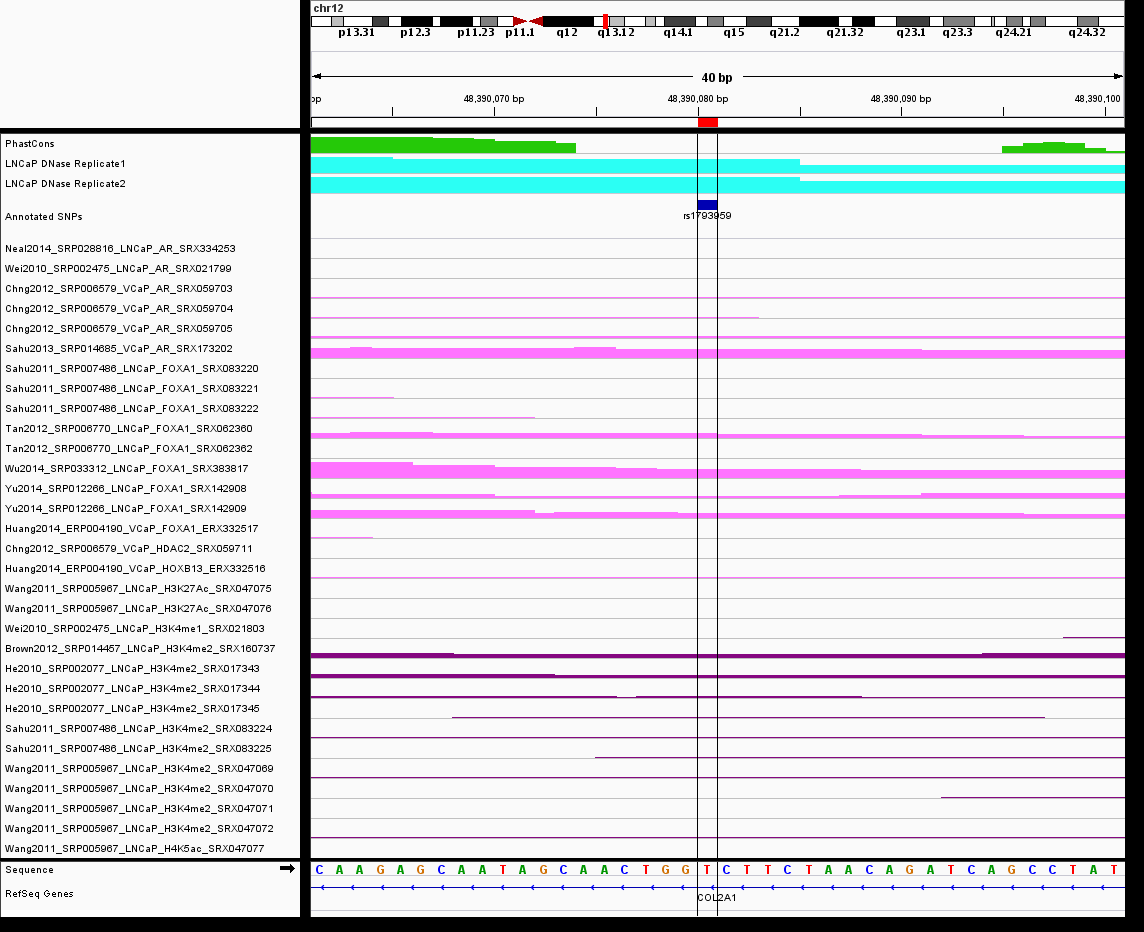 chr12
p13.31 p12.3 p11.23 p11.1 q12 q13.12 q14.1 q15 q21.2 q21.32 q23.1 q23.3 q24.21 q24.32
40 bp
bp 48,390,070 bp 48,390,080 bp 48,390,090 bp 48,390,100
PhastCons
LNCaP DNase Replicate1
LNCaP DNase Replicate2
Annotated SNPs
rs1793959
Neal2014_SRP028816_LNCaP_AR_SRX334253
Wei2010_SRP002475_LNCaP_AR_SRX021799
Chng2012_SRP006579_VCaP_AR_SRX059703
Chng2012_SRP006579_VCaP_AR_SRX059704
Chng2012_SRP006579_VCaP_AR_SRX059705
Sahu2013_SRP014685_VCaP_AR_SRX173202
Sahu2011_SRP007486_LNCaP_FOXA1_SRX083220
Sahu2011_SRP007486_LNCaP_FOXA1_SRX083221
Sahu2011_SRP007486_LNCaP_FOXA1_SRX083222
Tan2012_SRP006770_LNCaP_FOXA1_SRX062360
Tan2012_SRP006770_LNCaP_FOXA1_SRX062362
Wu2014_SRP033312_LNCaP_FOXA1_SRX383817
Yu2014_SRP012266_LNCaP_FOXA1_SRX142908
Yu2014_SRP012266_LNCaP_FOXA1_SRX142909
Huang2014_ERP004190_VCaP_FOXA1_ERX332517
Chng2012_SRP006579_VCaP_HDAC2_SRX059711
Huang2014_ERP004190_VCaP_HOXB13_ERX332516
Wang2011_SRP005967_LNCaP_H3K27Ac_SRX047075
Wang2011_SRP005967_LNCaP_H3K27Ac_SRX047076
Wei2010_SRP002475_LNCaP_H3K4me1_SRX021803
Brown2012_SRP014457_LNCaP_H3K4me2_SRX160737
He2010_SRP002077_LNCaP_H3K4me2_SRX017343
He2010_SRP002077_LNCaP_H3K4me2_SRX017344
He2010_SRP002077_LNCaP_H3K4me2_SRX017345
Sahu2011_SRP007486_LNCaP_H3K4me2_SRX083224
Sahu2011_SRP007486_LNCaP_H3K4me2_SRX083225
Wang2011_SRP005967_LNCaP_H3K4me2_SRX047069
Wang2011_SRP005967_LNCaP_H3K4me2_SRX047070
Wang2011_SRP005967_LNCaP_H3K4me2_SRX047071
Wang2011_SRP005967_LNCaP_H3K4me2_SRX047072
Wang2011_SRP005967_LNCaP_H4K5ac_SRX047077
Sequence C A A G A G C A A T A G C A A C T G G T C T T C T A A C A G A T C A G C C T A T
RefSeq Genes
COL2A1